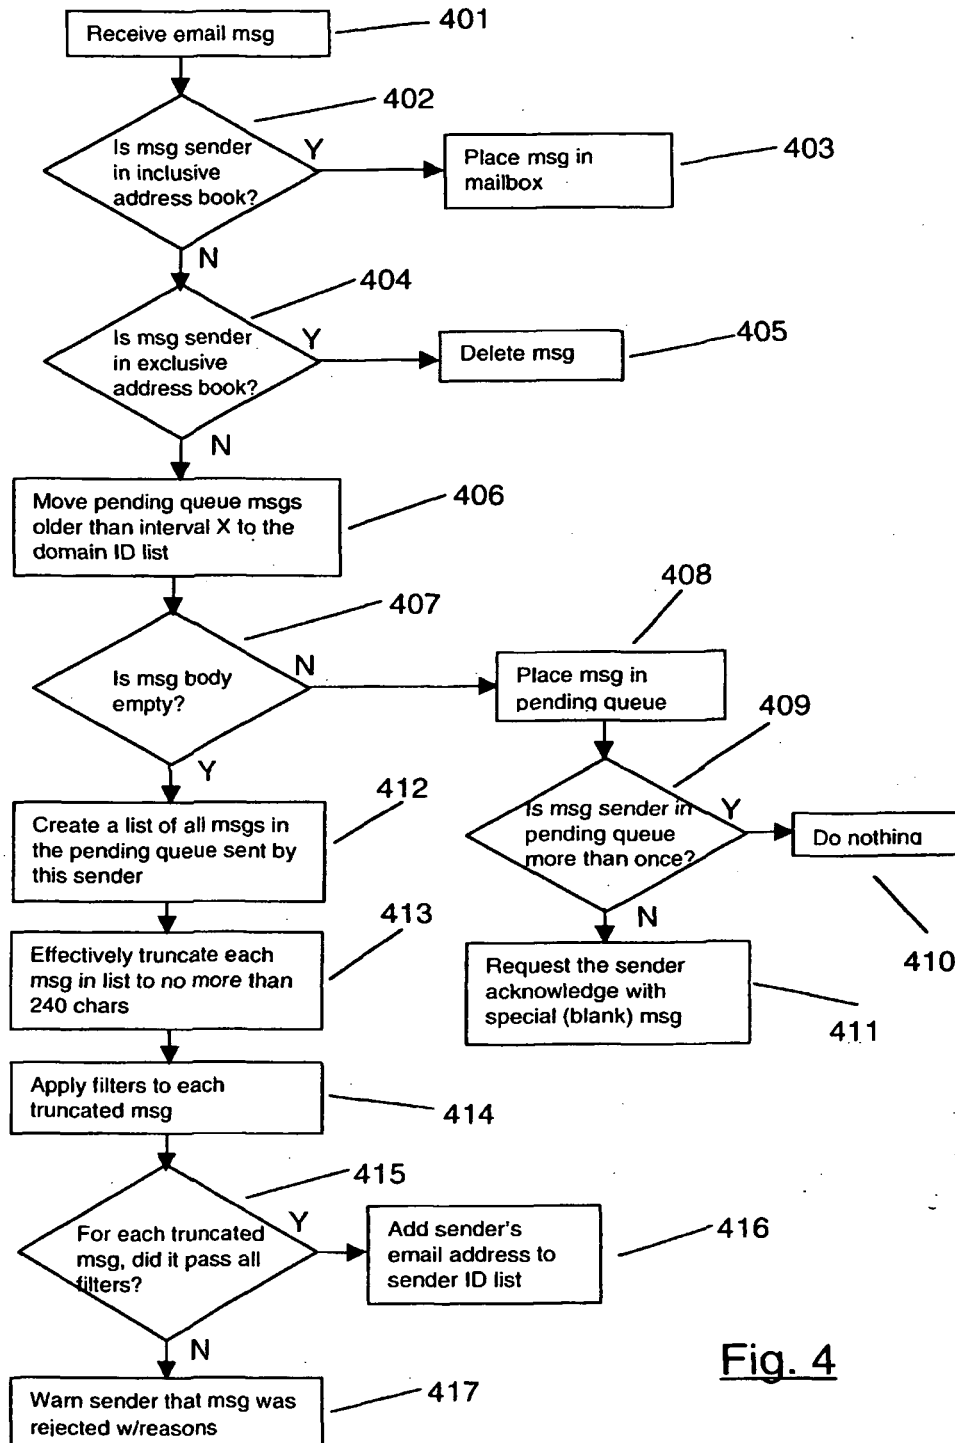 Receive email msg
401
402
Is msg sender
in inclusive
address book?
Y
Place msg in
mailbox
403
N
404
Is msg sender
in exclusive
address book?
Y
Delete msg
405
N
Move pending queue msgs
older than interval X to the
domain ID list
406
407
Is msg body
empty?
N
408
Place msg in
pending queue
409
Is msg sender in
pending queue
more than once?
Y
Do nothing
410
N
Request the sender
acknowledge with
special (blank) msg
411
Y
Create a list of all msgs in
the pending queue sent by
this sender
412
Effectively truncate each
msg in list to no more than
240 chars
413
Apply filters to each
truncated msg
414
415
For each truncated
msg, did it pass all
filters?
Y
Add sender's
email address to
sender ID list
416
N
Warn sender that msg was
rejected w/reasons
417
Fig. 4